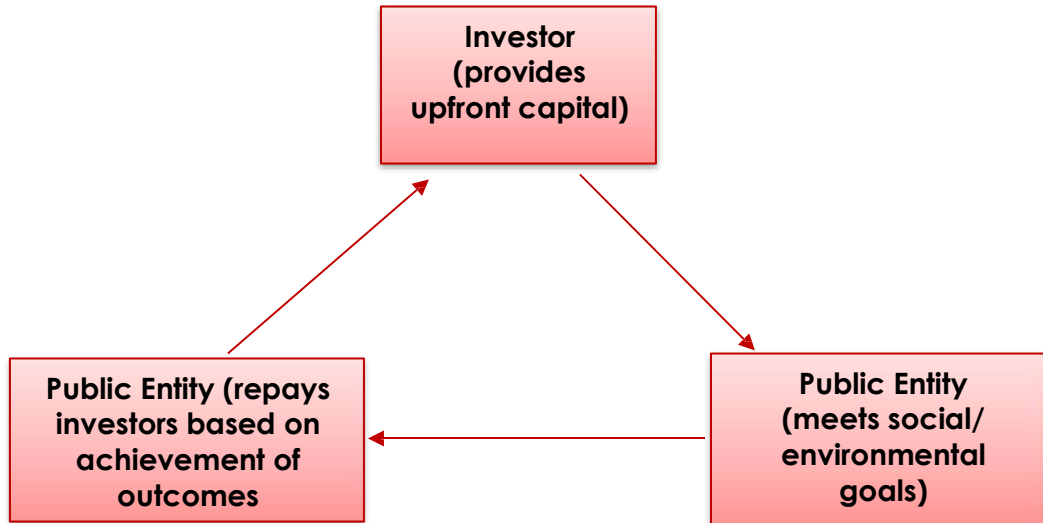 Investor
(provides
upfront capital)
Public Entity (repays
investors based on
achievement of
outcomes
Public Entity
(meets social/
environmental
goals)